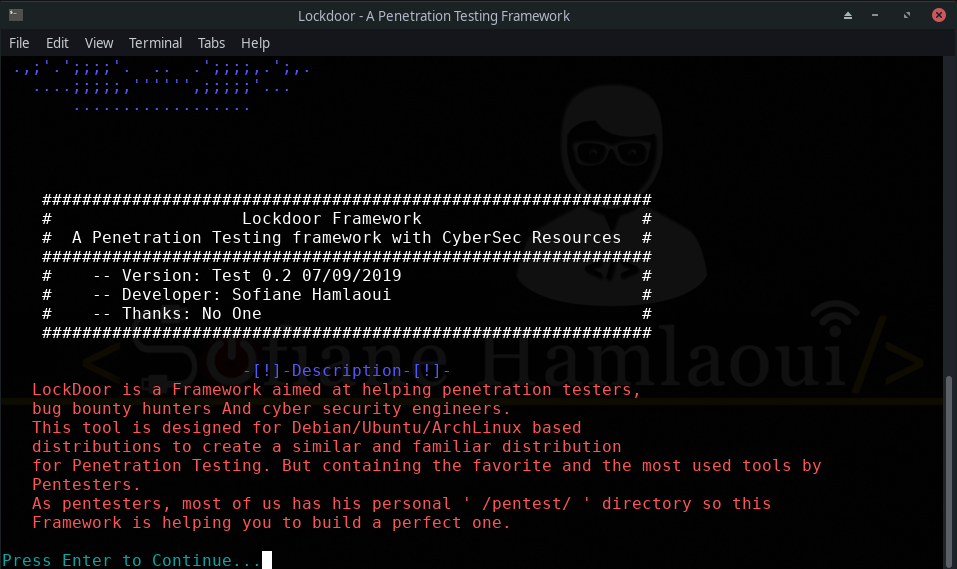 Lockdoor - A Penetration Testing Framework
File Edit View Terminal Tabs Help
.,;'.';;;;'. .. .';;;;,.';,.
....;;;;;,'''''',;;;;;'...
..................
#############################################################
# Lockdoor Framework #
# A Penetration Testing framework with CyberSec Resources #
#############################################################
# -- Version: Test 0.2 07/09/2019 #
# -- Developer: Sofiane Hamlaoui #
# -- Thanks: No One #
#############################################################
<Sofiane Hamlaoui/>
-[!]-Description-[!]-
LockDoor is a Framework aimed at helping penetration testers,
bug bounty hunters And cyber security engineers.
This tool is designed for Debian/Ubuntu/ArchLinux based
distributions to create a similar and familiar distribution
for Penetration Testing. But containing the favorite and the most used tools by
Pentesters.
As pentesters, most of us has his personal ' /pentest/ ' directory so this
Framework is helping you to build a perfect one.
Press Enter to Continue...